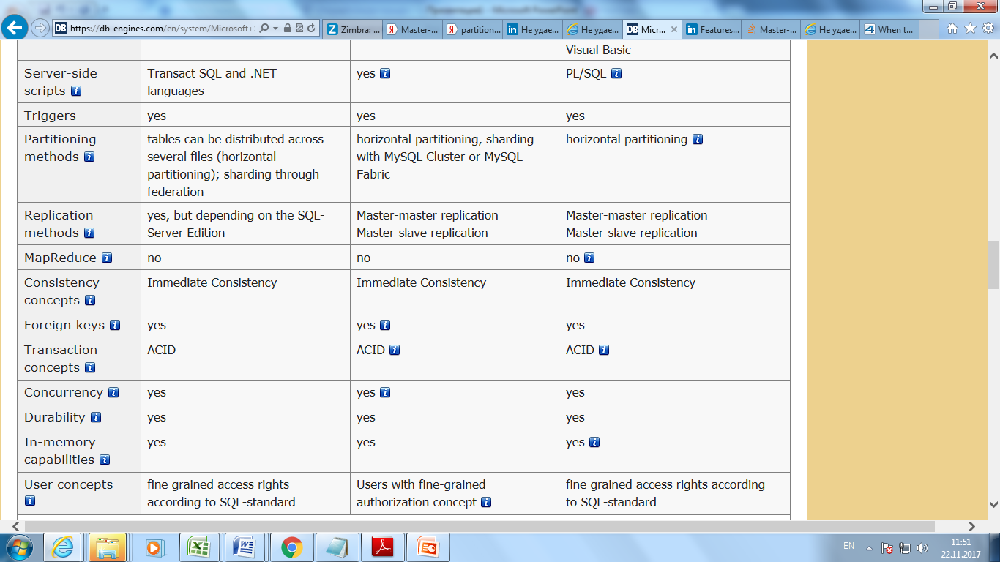 Презентация1 - Microsoft PowerPoint
DB https://db-engines.com/en/system/Microsoft+S
Z Zimbra: ...
Я Master-...
Я partition...
in Не удае...
Не удае...
DB Micr...
in Features...
Master-...
Не удае...
4 When t...
Visual Basic
Server-side scripts
Transact SQL and .NET
languages
yes
PL/SQL
Triggers
yes
yes
yes
Partitioning
methods
tables can be distributed across
several files (horizontal
partitioning); sharding through
federation
horizontal partitioning, sharding
with MySQL Cluster or MySQL
Fabric
horizontal partitioning
Replication
methods
yes, but depending on the SQL-
Server Edition
Master-master replication
Master-slave replication
Master-master replication
Master-slave replication
MapReduce
no
no
no
Consistency
concepts
Immediate Consistency
Immediate Consistency
Immediate Consistency
Foreign keys
yes
yes
yes
Transaction
concepts
ACID
ACID
ACID
Concurrency
yes
yes
yes
Durability
yes
yes
yes
In-memory
capabilities
yes
yes
yes
User concepts
fine grained access rights
according to SQL-standard
Users with fine-grained
authorization concept
fine grained access rights according
to SQL-standard
EN
11:51
22.11.2017